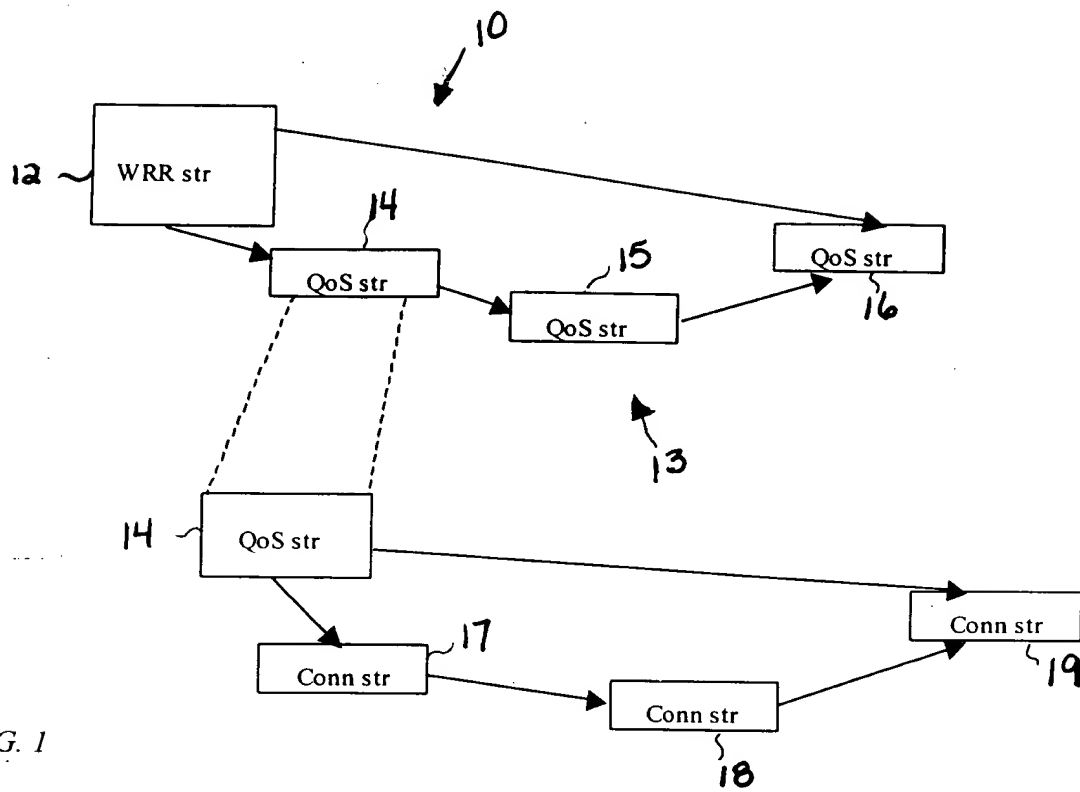 10
12
WRR str
14
QoS str
15
QoS str
QoS str
16
13
14
QoS str
17
Conn str
Conn str
18
Conn str
19
G. 1